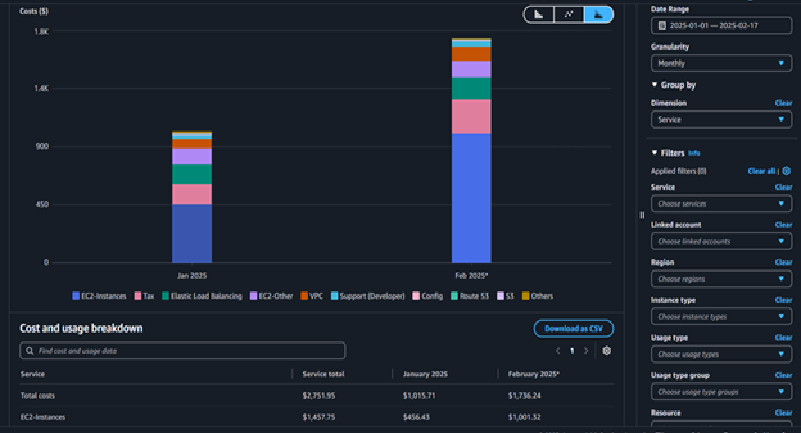 Costs ($)
1.8K
1.4K
900
450
0
Jan 2025
Feb 2025*
EC2-Instances Tax Elastic Load Balancing EC2-Other VPC Support (Developer) Config Route 53 S3 Others
Cost and usage breakdown
Download as CSV
Find cost and usage data
1
Service Service total January 2025 February 2025*
Total costs $2,751.95 $1,015.71 $1,736.24
EC2-Instances $1,457.75 $456.43 $1,001.32
Date Range
2025-01-01 — 2025-02-17
Granularity
Monthly
Group by
Dimension Clear
Service
Filters Info
Applied filters (0) Clear all
Service Clear
Choose services
Linked account Clear
Choose linked accounts
Region Clear
Choose regions
Instance type Clear
Choose instance types
Usage type Clear
Choose usage types
Usage type group Clear
Choose usage type groups
Resource Clear